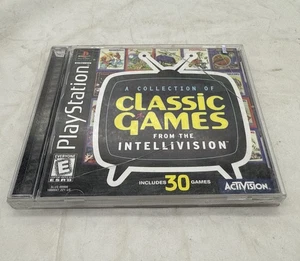 PlayStation
A COLLECTION OF
CLASSIC
GAMES
FROM THE
INTELLIVISION
INCLUDES 30 GAMES
ACTIVISION
EVERYONE
E
ESRB